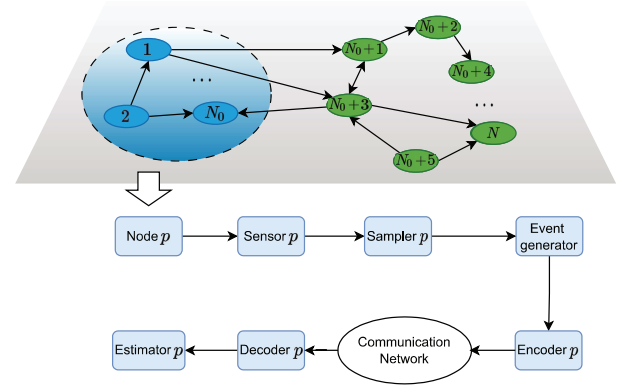 1
N₀+1
N₀+2
...
N₀+4
2
N₀
N₀+3
...
N
N₀+5
Node p
Sensor p
Sampler p
Event
generator
Estimator p
Decoder p
Communication
Network
Encoder p